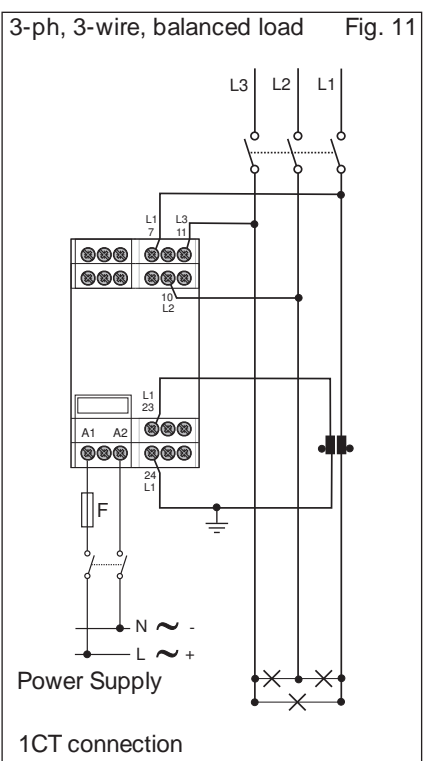 3-ph, 3-wire, balanced load Fig. 11
L3 L2 L1
L1 L3
7 11
10
L2
L1
23
A1 A2
24
L1
F
N ~ -
L ~ +
Power Supply
1CT connection